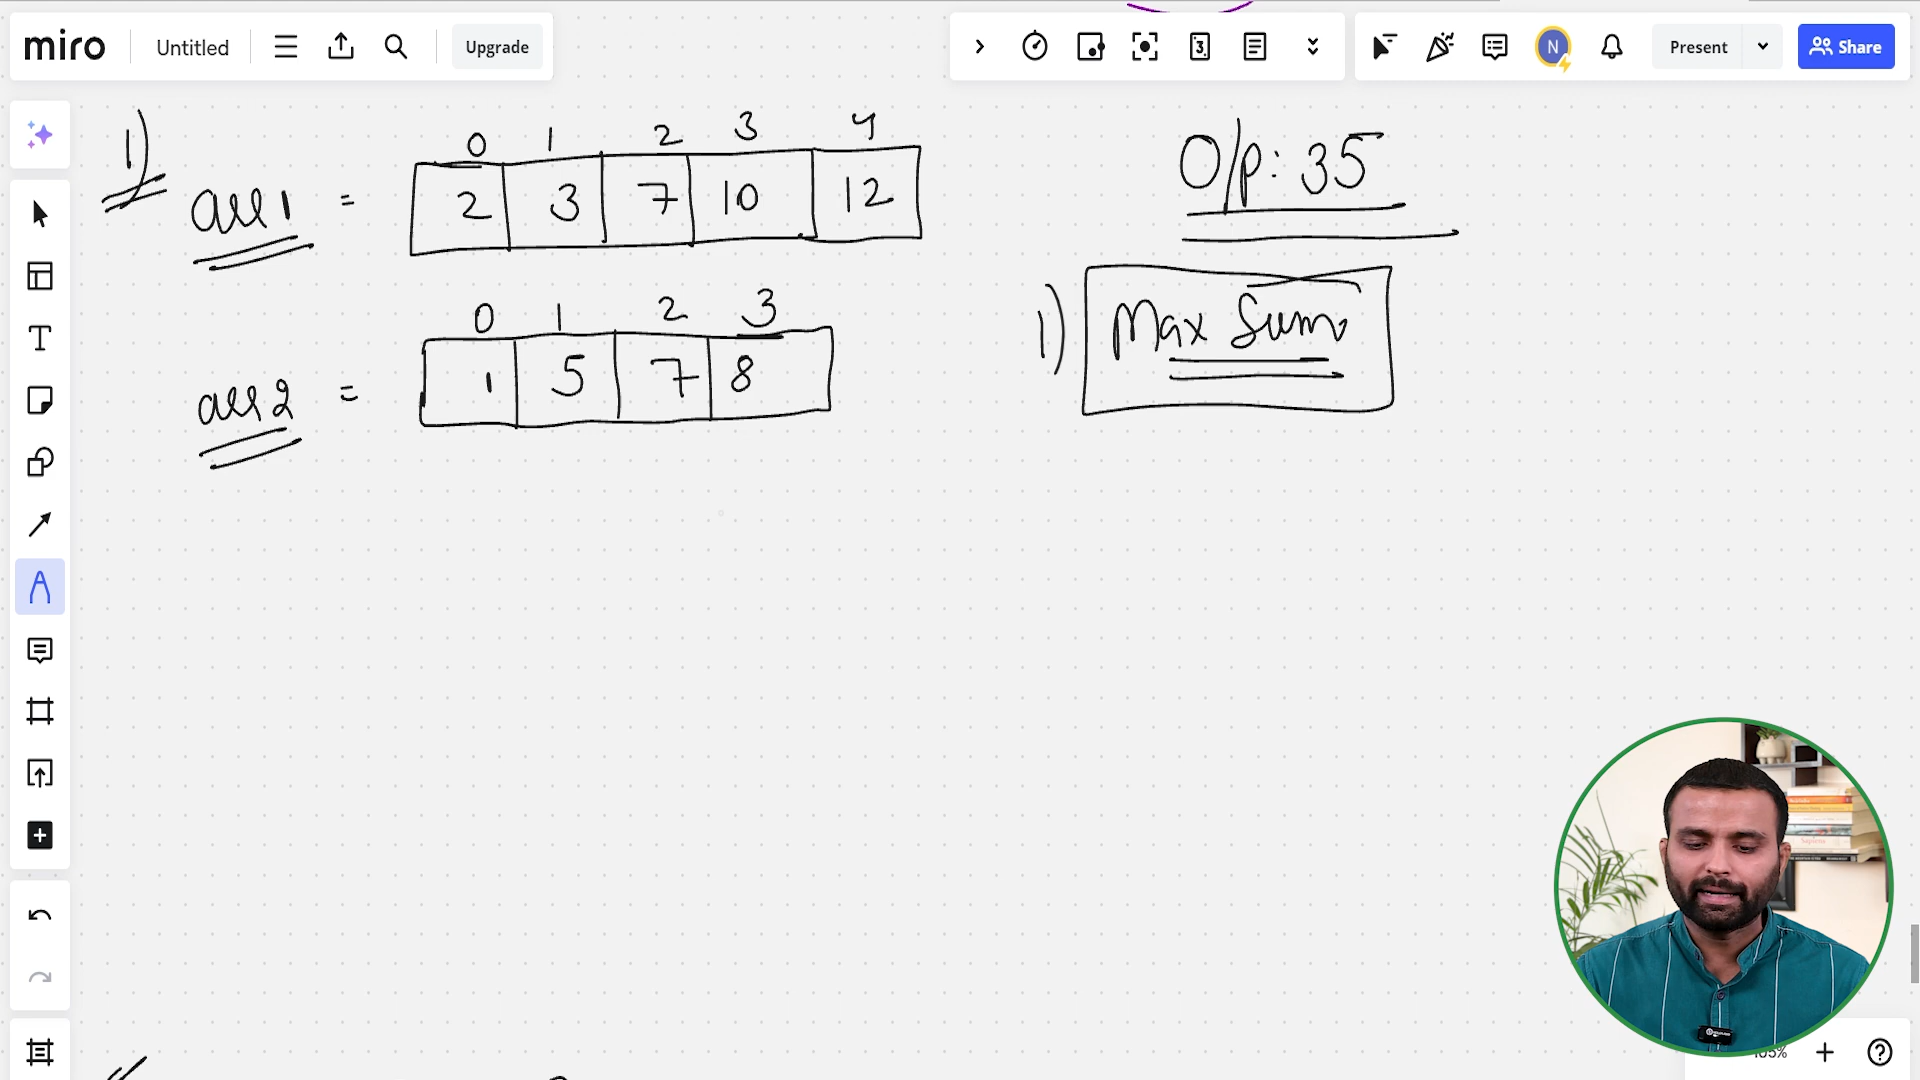 miro Untitled Upgrade 3 N Present Share
1)
0 1 2 3 4
arr1 = 2 3 7 10 12
O/p: 35
0 1 2 3
arr2 = 1 5 7 8
1) Max Sum
T